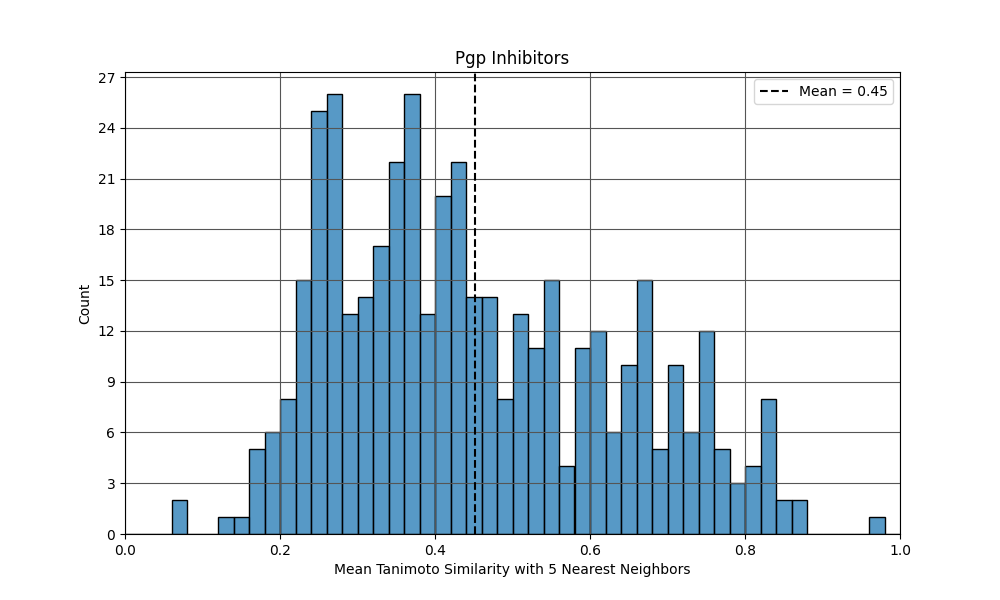 Pgp Inhibitors
Mean = 0.45
27
24
21
18
15
12
9
6
3
0
Count
0.0 0.2 0.4 0.6 0.8 1.0
Mean Tanimoto Similarity with 5 Nearest Neighbors